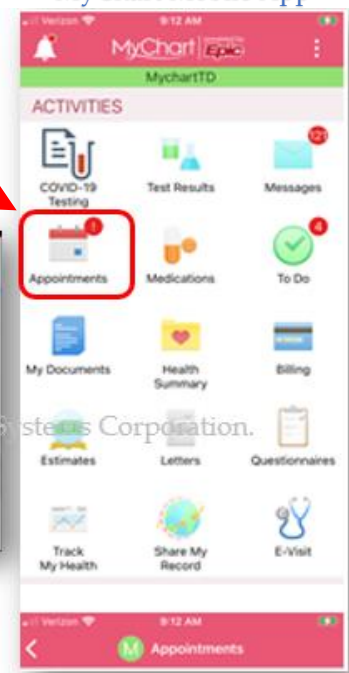 Verizon 9:12 AM
MyChart Epic
MychartTD
ACTIVITIES
COVID-19 Testing
Test Results
121
Messages
1
Appointments
Medications
4
To Do
My Documents
Health Summary
Billing
Systems Corporation.
Estimates
Letters
Questionnaires
Track My Health
Share My Record
E-Visit
Verizon 9:12 AM
M Appointments